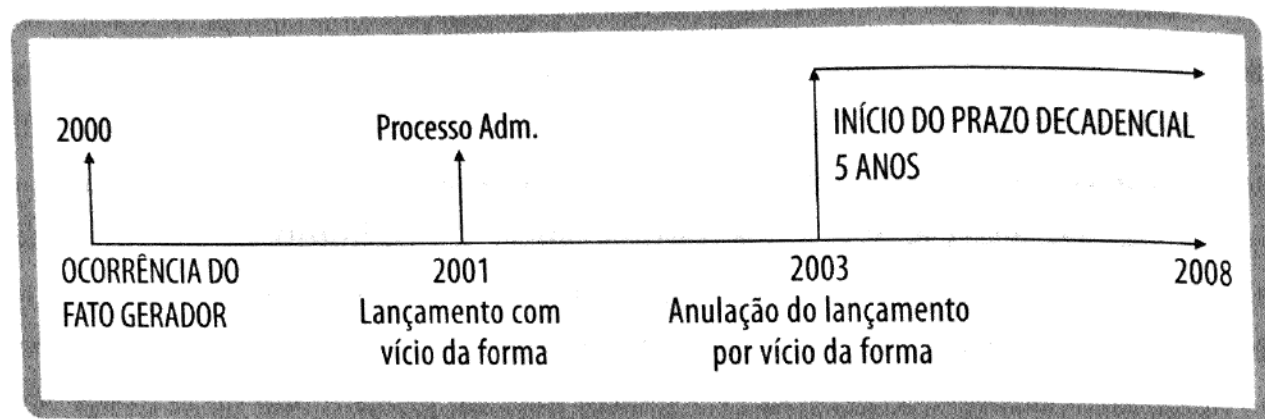 2000
Processo Adm.
INÍCIO DO PRAZO DECADENCIAL
5 ANOS
OCORRÊNCIA DO
FATO GERADOR
2001
Lançamento com
vício da forma
2003
Anulação do lançamento
por vício da forma
2008